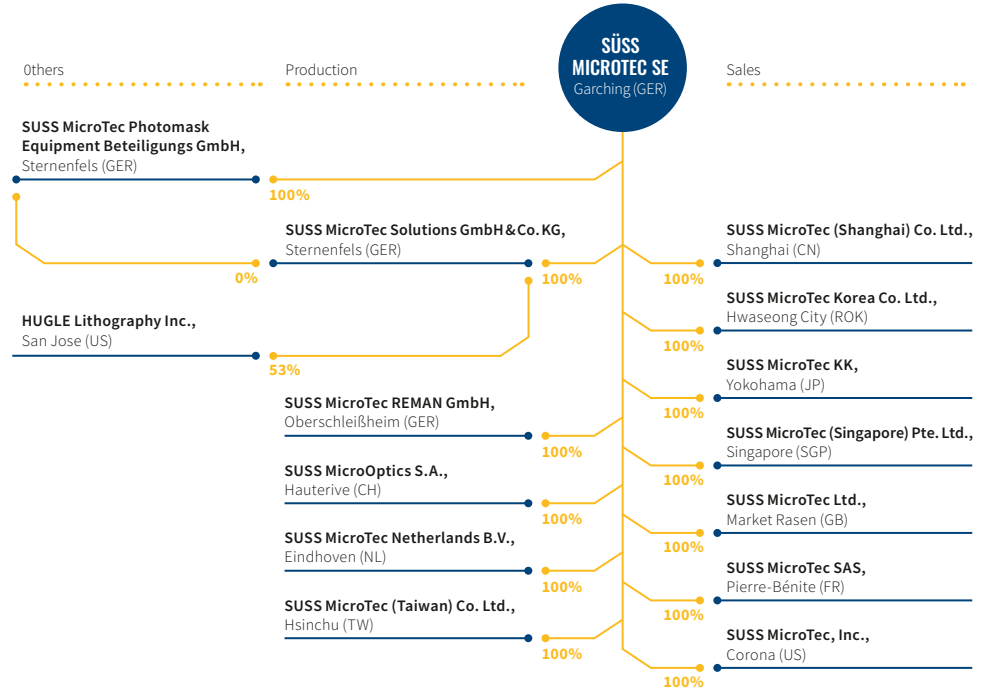 SÜSS
MICROTEC SE
Garching (GER)
0thers
Production
Sales
SUSS MicroTec Photomask
Equipment Beteiligungs GmbH,
Sternenfels (GER)
100%
SUSS MicroTec Solutions GmbH & Co. KG,
Sternenfels (GER)
0%
100%
HUGLE Lithography Inc.,
San Jose (US)
53%
SUSS MicroTec REMAN GmbH,
Oberschleißheim (GER)
100%
SUSS MicroOptics S.A.,
Hauterive (CH)
100%
SUSS MicroTec Netherlands B.V.,
Eindhoven (NL)
100%
SUSS MicroTec (Taiwan) Co. Ltd.,
Hsinchu (TW)
100%
SUSS MicroTec (Shanghai) Co. Ltd.,
Shanghai (CN)
100%
SUSS MicroTec Korea Co. Ltd.,
Hwaseong City (ROK)
100%
SUSS MicroTec KK,
Yokohama (JP)
100%
SUSS MicroTec (Singapore) Pte. Ltd.,
Singapore (SGP)
100%
SUSS MicroTec Ltd.,
Market Rasen (GB)
100%
SUSS MicroTec SAS,
Pierre-Bénite (FR)
100%
SUSS MicroTec, Inc.,
Corona (US)
100%